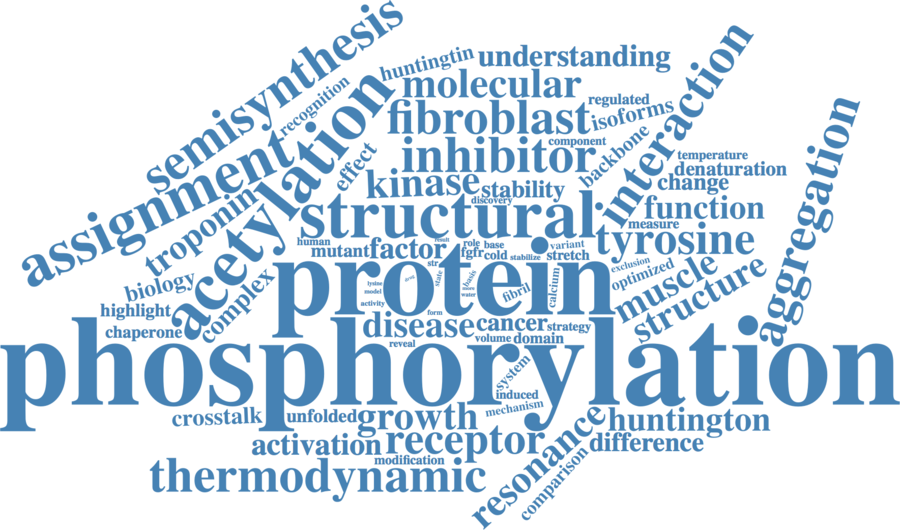 semisynthesis
huntingtin
understanding
recognition
molecular
interaction
assignment
acetylation
fibroblast
regulated
isoforms
component
backbone
inhibitor
temperature
denaturation
effect
kinase
stability
change
discovery
aggregation
troponin
structural
function
measure
human
mutant
factor
result
role
base
fgfr
cold
stabilize
variant
stretch
tyrosine
biology
complex
protein
str
state
area
basis
lysine
model
more
water
activity
fibril
calcium
exclusion
optimized
muscle
structure
highlight
chaperone
form
disease
cancer
strategy
reveal
volume
domain
phosphorylation
system
induced
mechanism
crosstalk
unfolded
growth
huntington
activation
receptor
resonance
difference
modification
thermodynamic
comparison